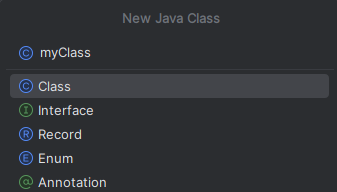 New Java Class
C myClass
C Class
I Interface
R Record
E Enum
@ Annotation